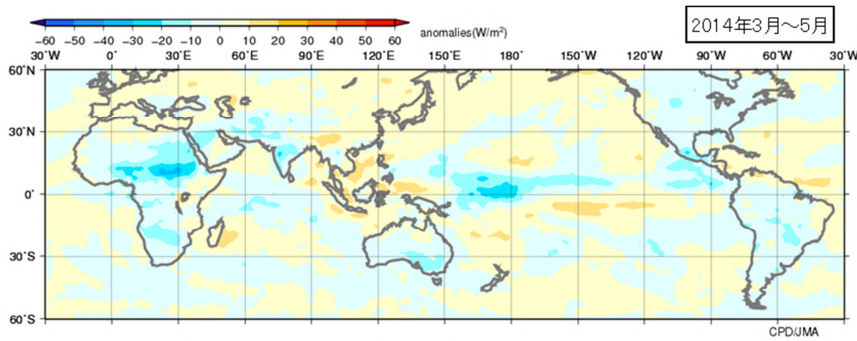 2014年3月～5月
anomalies(W/m²)
−60 −50 −40 −30 −20 −10 0 10 20 30 40 50 60
30°W 0° 30°E 60°E 90°E 120°E 150°E 180° 150°W 120°W 90°W 60°W 30°W
60°N
30°N
0°
30°S
60°S
CPD/JMA